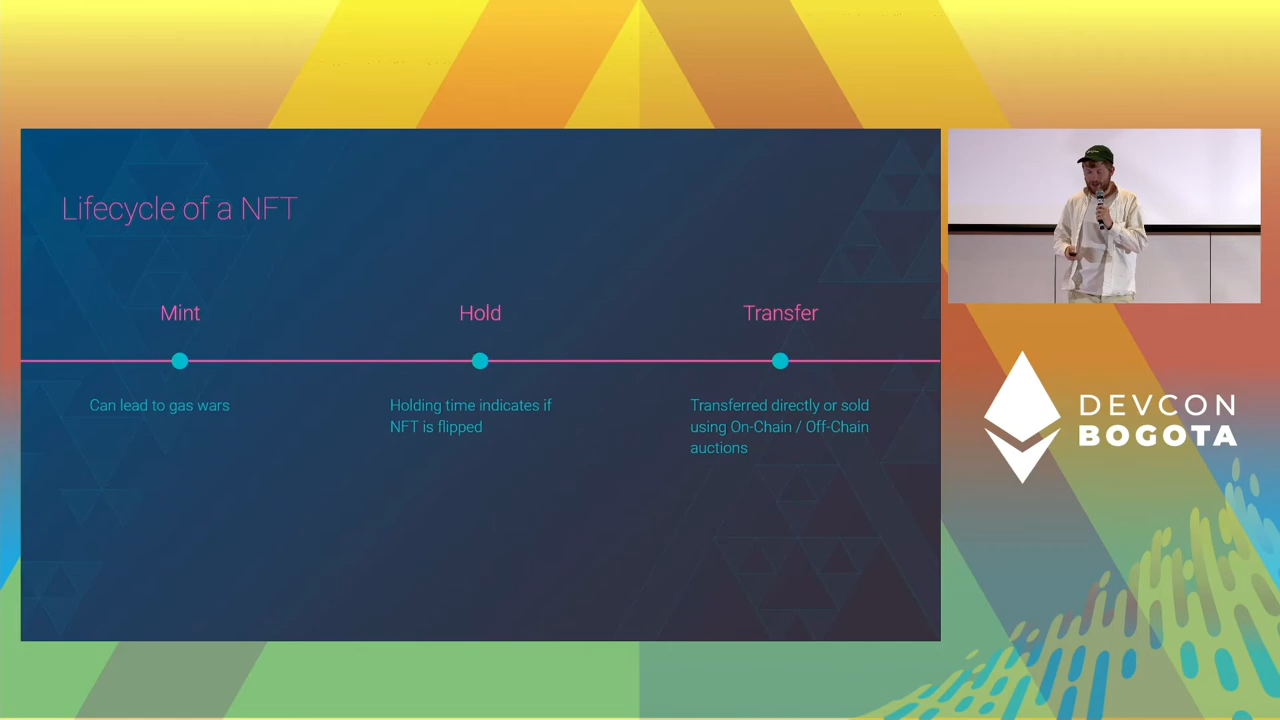 Lifecycle of a NFT
Mint
Hold
Transfer
Can lead to gas wars
Holding time indicates if
NFT is flipped
Transferred directly or sold
using On-Chain / Off-Chain
auctions
DEVCON
BOGOTA